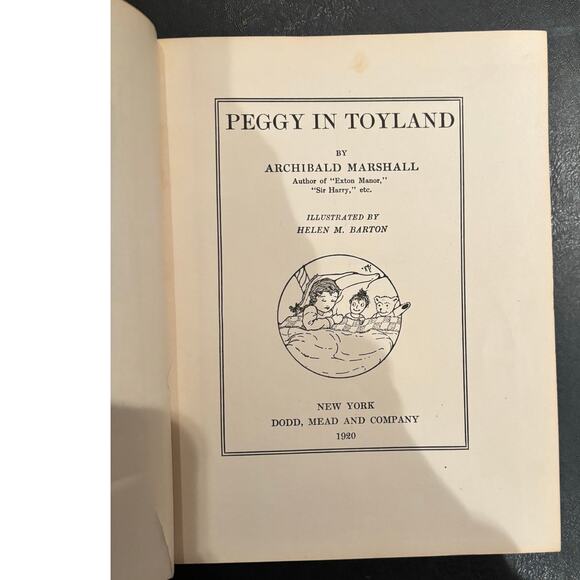 PEGGY IN TOYLAND
BY
ARCHIBALD MARSHALL
Author of "Exton Manor,"
"Sir Harry," etc.
ILLUSTRATED BY
HELEN M. BARTON
NEW YORK
DODD, MEAD AND COMPANY
1920